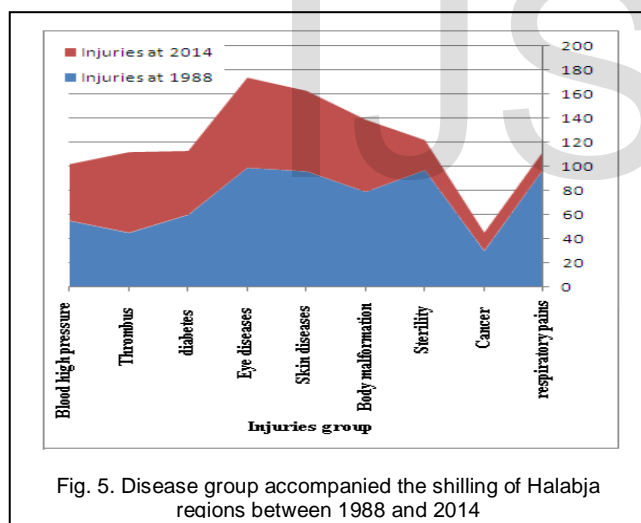 US
Injuries at 2014
Injuries at 1988
200
180
160
140
120
100
80
60
40
20
0
Blood high pressure
Thrombus
diabetes
Eye diseases
Skin diseases
Body malformation
Sterility
Cancer
respiratory pains
Injuries group
Fig. 5. Disease group accompanied the shilling of Halabja
regions between 1988 and 2014